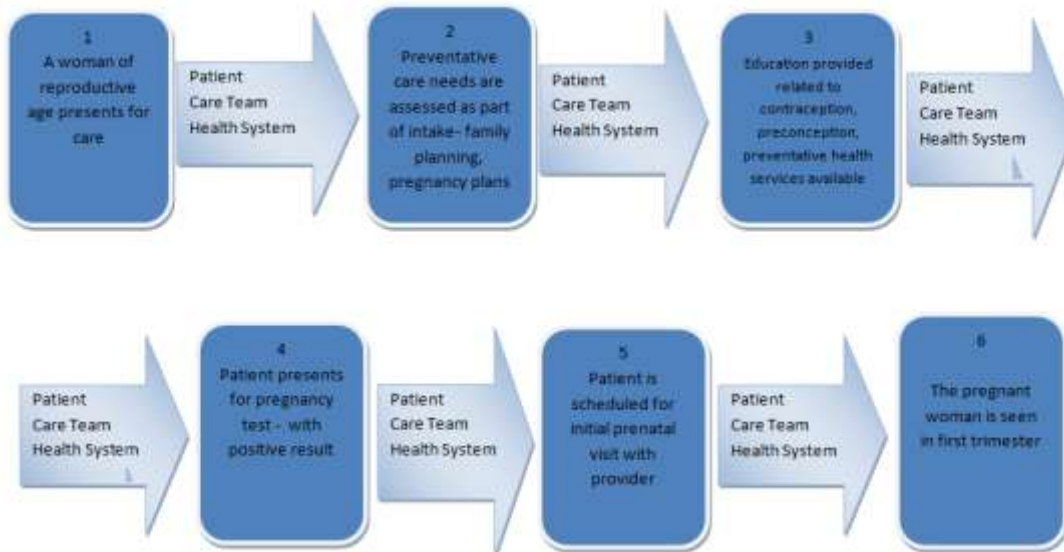 1
A woman of
reproductive
age presents for
care
Patient
Care Team
Health System
2
Preventative
care needs are
assessed as part
of intake- family
planning,
pregnancy plans
Patient
Care Team
Health System
3
Education provided
related to
contraception,
preconception,
preventative health
services available
Patient
Care Team
Health System
Patient
Care Team
Health System
4
Patient presents
for pregnancy
test - with
positive result
Patient
Care Team
Health System
5
Patient is
scheduled for
initial prenatal
visit with
provider
Patient
Care Team
Health System
6
The pregnant
woman is seen
in first trimester